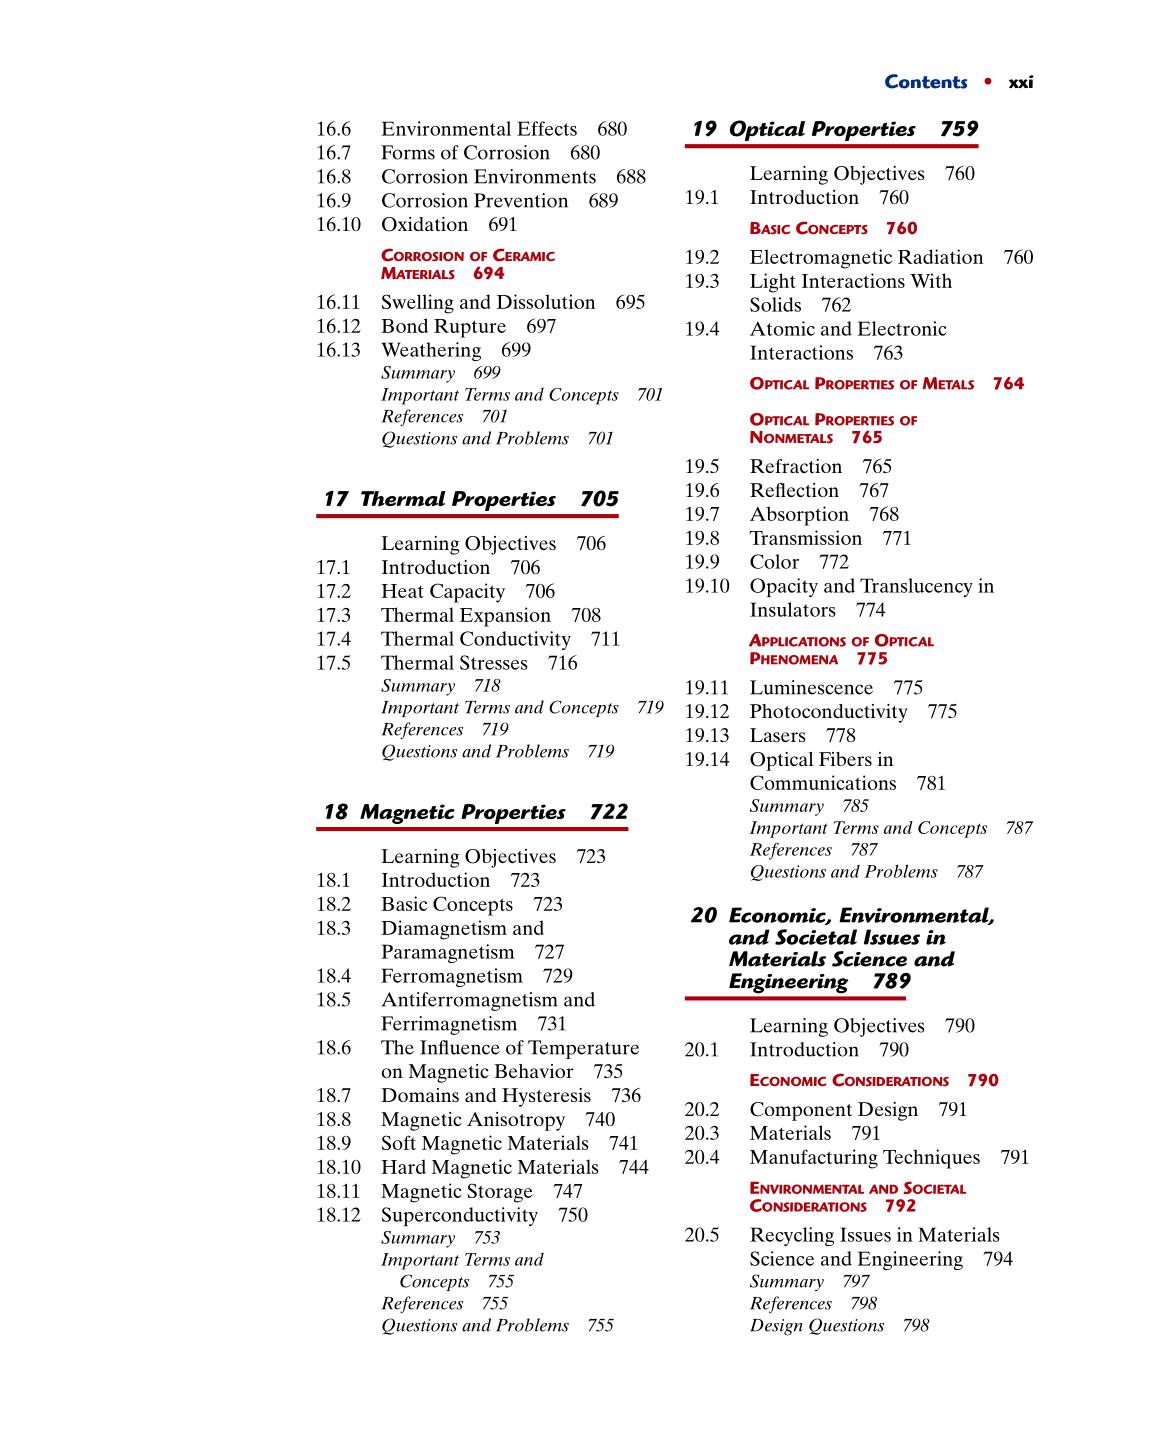 Contents • xxi
16.6 Environmental Effects 680
16.7 Forms of Corrosion 680
16.8 Corrosion Environments 688
16.9 Corrosion Prevention 689
16.10 Oxidation 691
CORROSION OF CERAMIC
MATERIALS 694
16.11 Swelling and Dissolution 695
16.12 Bond Rupture 697
16.13 Weathering 699
Summary 699
Important Terms and Concepts 701
References 701
Questions and Problems 701
17 Thermal Properties 705
Learning Objectives 706
17.1 Introduction 706
17.2 Heat Capacity 706
17.3 Thermal Expansion 708
17.4 Thermal Conductivity 711
17.5 Thermal Stresses 716
Summary 718
Important Terms and Concepts 719
References 719
Questions and Problems 719
18 Magnetic Properties 722
Learning Objectives 723
18.1 Introduction 723
18.2 Basic Concepts 723
18.3 Diamagnetism and
Paramagnetism 727
18.4 Ferromagnetism 729
18.5 Antiferromagnetism and
Ferrimagnetism 731
18.6 The Influence of Temperature
on Magnetic Behavior 735
18.7 Domains and Hysteresis 736
18.8 Magnetic Anisotropy 740
18.9 Soft Magnetic Materials 741
18.10 Hard Magnetic Materials 744
18.11 Magnetic Storage 747
18.12 Superconductivity 750
Summary 753
Important Terms and
Concepts 755
References 755
Questions and Problems 755
19 Optical Properties 759
Learning Objectives 760
19.1 Introduction 760
BASIC CONCEPTS 760
19.2 Electromagnetic Radiation 760
19.3 Light Interactions With
Solids 762
19.4 Atomic and Electronic
Interactions 763
OPTICAL PROPERTIES OF METALS 764
OPTICAL PROPERTIES OF
NONMETALS 765
19.5 Refraction 765
19.6 Reflection 767
19.7 Absorption 768
19.8 Transmission 771
19.9 Color 772
19.10 Opacity and Translucency in
Insulators 774
APPLICATIONS OF OPTICAL
PHENOMENA 775
19.11 Luminescence 775
19.12 Photoconductivity 775
19.13 Lasers 778
19.14 Optical Fibers in
Communications 781
Summary 785
Important Terms and Concepts 787
References 787
Questions and Problems 787
20 Economic, Environmental,
and Societal Issues in
Materials Science and
Engineering 789
Learning Objectives 790
20.1 Introduction 790
ECONOMIC CONSIDERATIONS 790
20.2 Component Design 791
20.3 Materials 791
20.4 Manufacturing Techniques 791
ENVIRONMENTAL AND SOCIETAL
CONSIDERATIONS 792
20.5 Recycling Issues in Materials
Science and Engineering 794
Summary 797
References 798
Design Questions 798